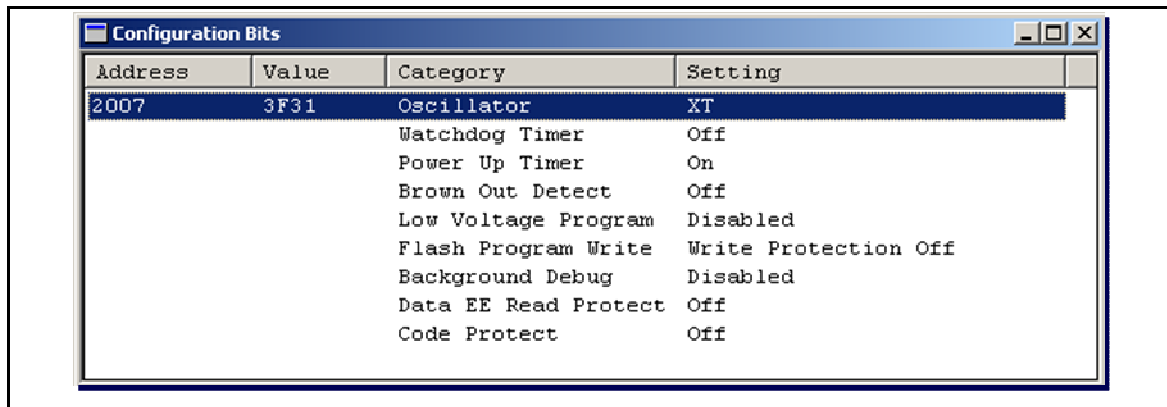 Configuration Bits
Address Value Category Setting
2007 3F31 Oscillator XT
Watchdog Timer Off
Power Up Timer On
Brown Out Detect Off
Low Voltage Program Disabled
Flash Program Write Write Protection Off
Background Debug Disabled
Data EE Read Protect Off
Code Protect Off